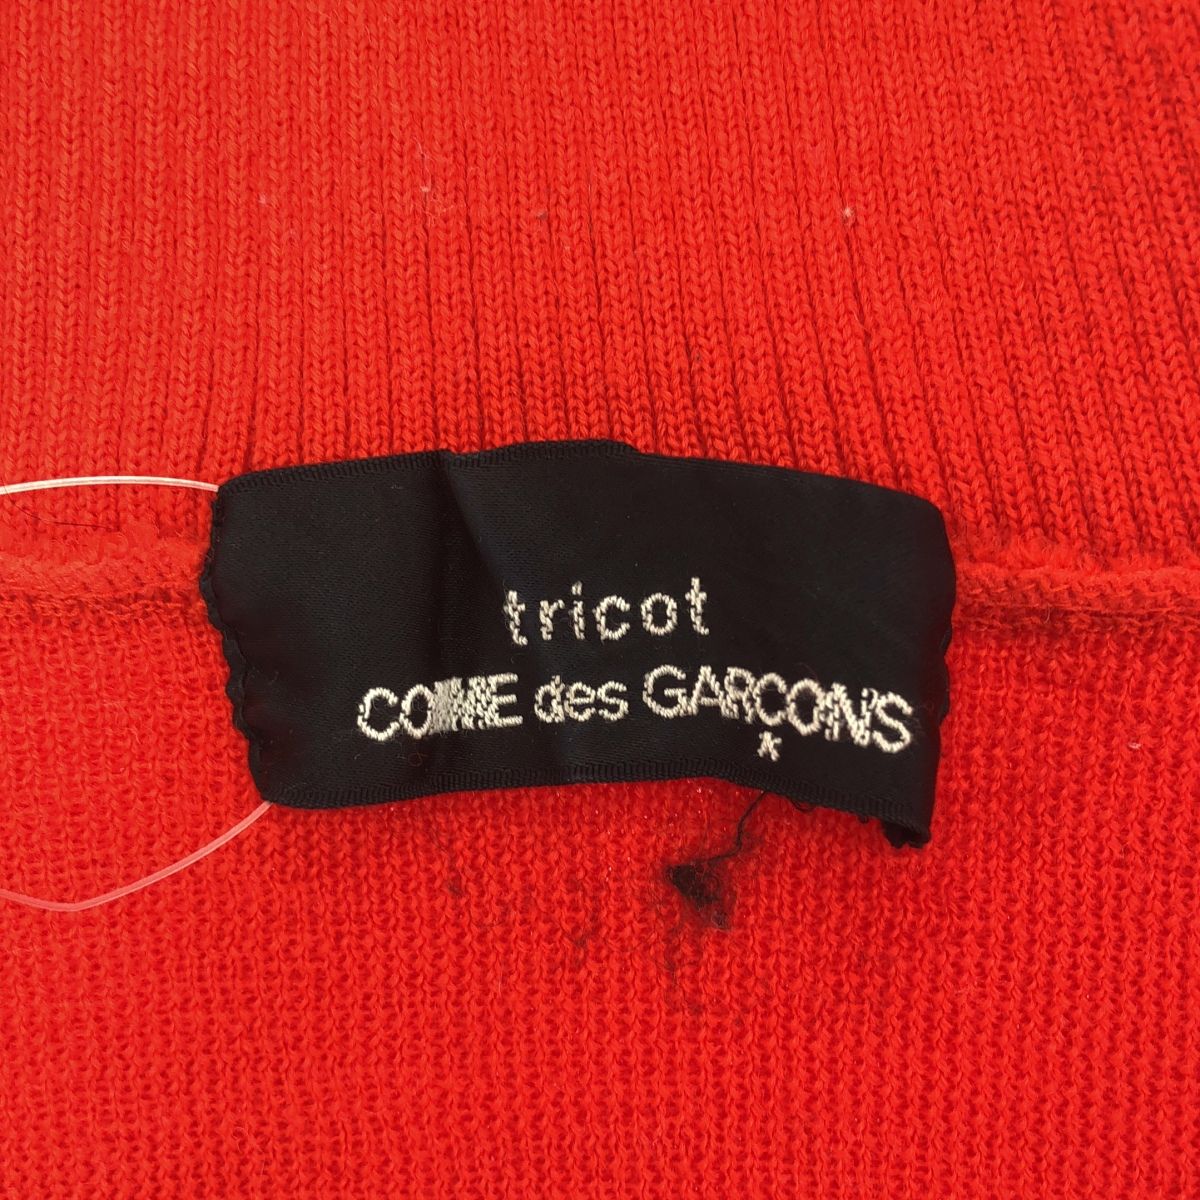 tricot
COMME des GARÇONS
*